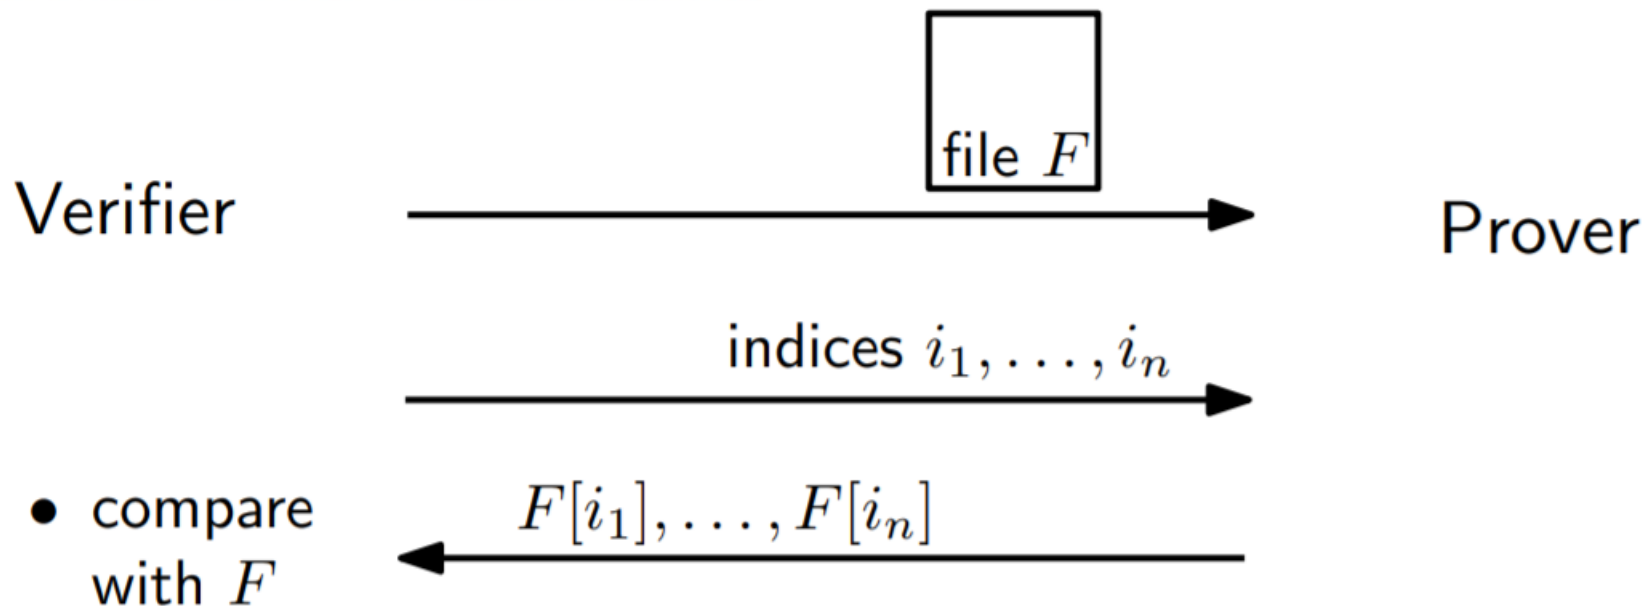 file F
Verifier
Prover
indices i₁, . . . , iₙ
F[i₁], . . . , F[iₙ]
• compare
with F